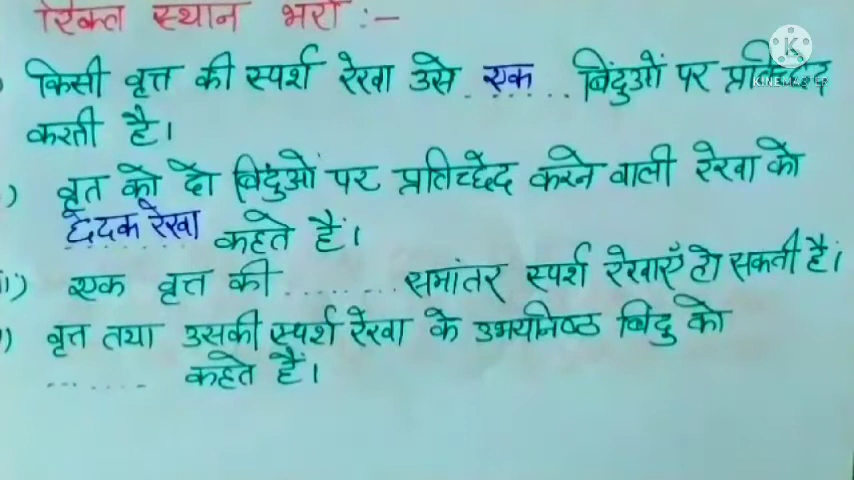 रिक्त स्थान भरो :-
किसी वृत्त की स्पर्श रेखा उसे .. एक .. बिंदुओं पर प्रतिच्छेद
करती है।
) वृत को दो बिंदुओं पर प्रतिच्छेद करने वाली रेखा को
छेदक रेखा कहते हैं।
) एक वृत्त की ........ समांतर स्पर्श रेखाएँ हो सकती है।
) वृत्त तथा उसकी स्पर्श रेखा के उभयनिष्ठ बिंदु को
........ कहते हैं।
K
KINEMASTER